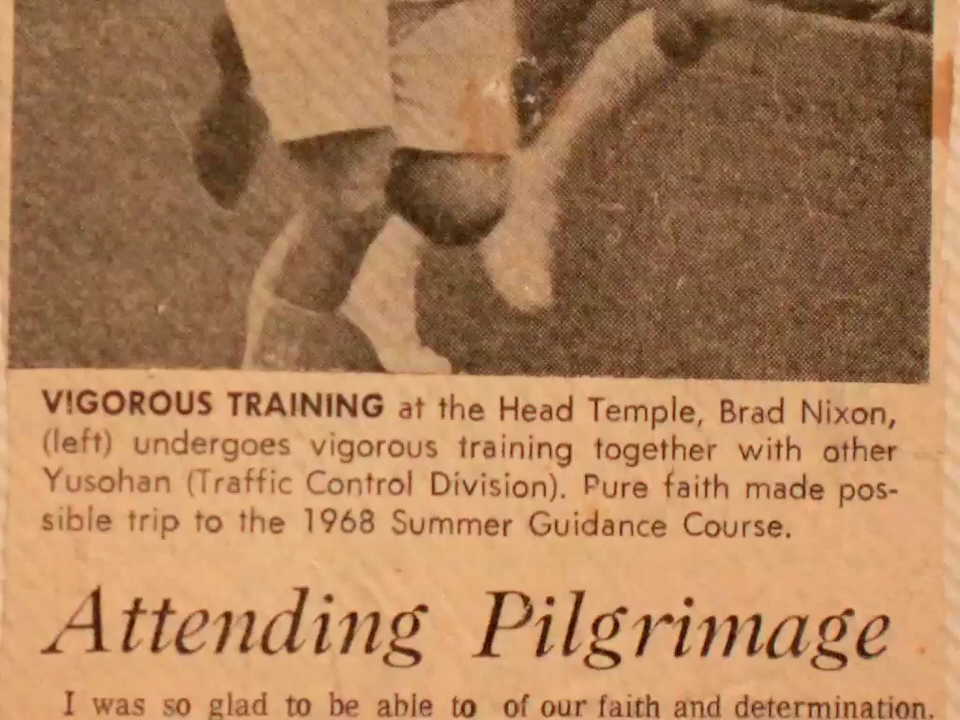 VIGOROUS TRAINING at the Head Temple, Brad Nixon,
(left) undergoes vigorous training together with other
Yusohan (Traffic Control Division). Pure faith made pos-
sible trip to the 1968 Summer Guidance Course.
Attending Pilgrimage
I was so glad to be able to of our faith and determination.